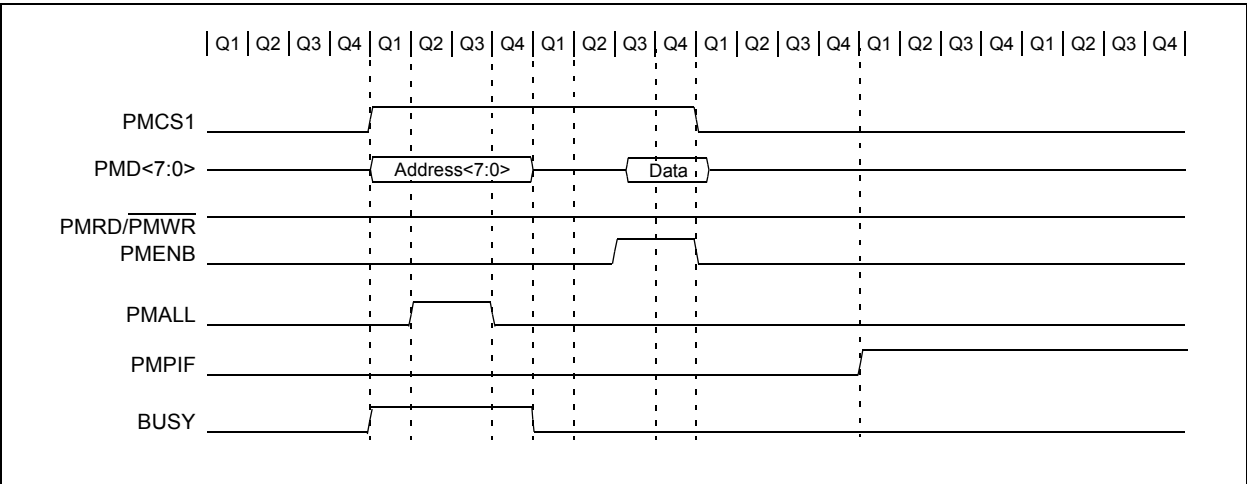 Q1 | Q2 | Q3 | Q4 | Q1 | Q2 | Q3 | Q4 | Q1 | Q2 | Q3 | Q4 | Q1 | Q2 | Q3 | Q4 | Q1 | Q2 | Q3 | Q4 | Q1 | Q2 | Q3 | Q4
PMCS1
PMD<7:0> Address<7:0> Data
PMRD/PMWR
PMENB
PMALL
PMPIF
BUSY